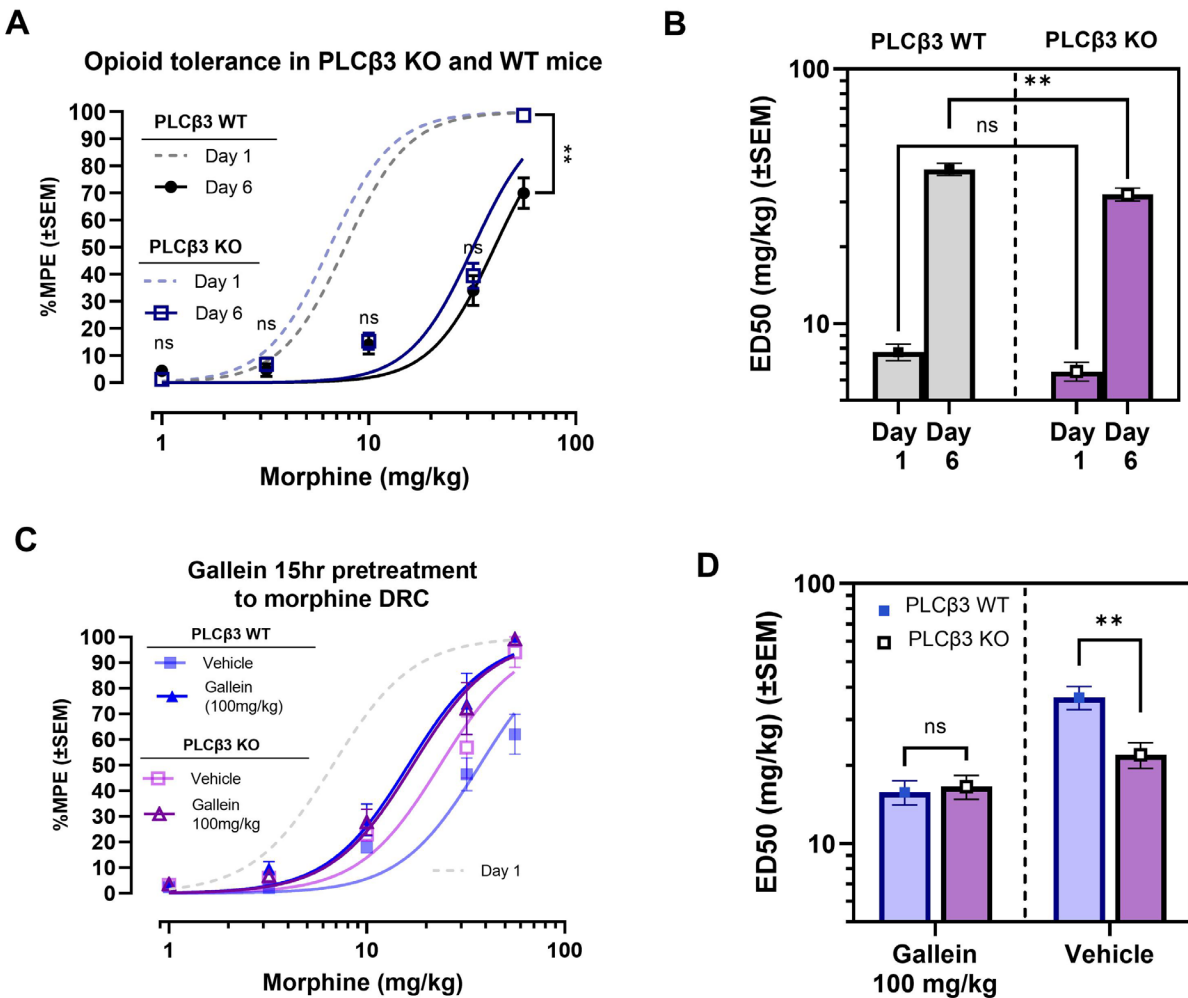 A
Opioid tolerance in PLCβ3 KO and WT mice
%MPE (±SEM)
100
90
80
70
60
50
40
30
20
10
0
PLCβ3 WT
Day 1
Day 6
PLCβ3 KO
Day 1
Day 6
ns
ns
ns
ns
**
1
10
100
Morphine (mg/kg)
B
PLCβ3 WT
PLCβ3 KO
ED50 (mg/kg) (±SEM)
100
10
**
ns
Day 1
Day 6
Day 1
Day 6
C
Gallein 15hr pretreatment
to morphine DRC
%MPE (±SEM)
100
90
80
70
60
50
40
30
20
10
0
PLCβ3 WT
Vehicle
Gallein
(100mg/kg)
PLCβ3 KO
Vehicle
Gallein
100mg/kg
Day 1
1
10
100
Morphine (mg/kg)
D
ED50 (mg/kg) (±SEM)
100
10
PLCβ3 WT
PLCβ3 KO
**
ns
Gallein
100 mg/kg
Vehicle